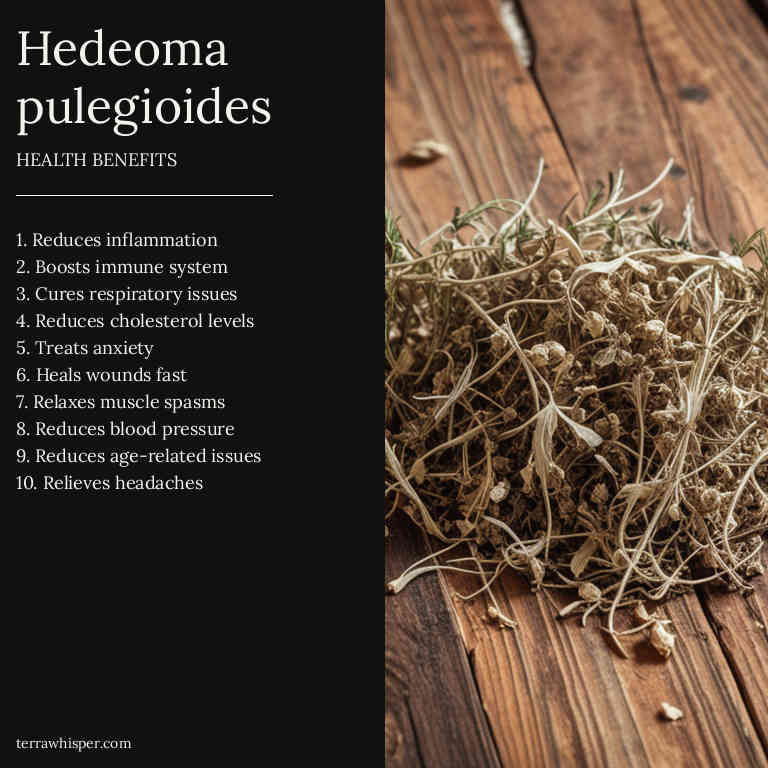 Hedeoma
pulegioides
HEALTH BENEFITS
1. Reduces inflammation
2. Boosts immune system
3. Cures respiratory issues
4. Reduces cholesterol levels
5. Treats anxiety
6. Heals wounds fast
7. Relaxes muscle spasms
8. Reduces blood pressure
9. Reduces age-related issues
10. Relieves headaches
terrawhisper.com